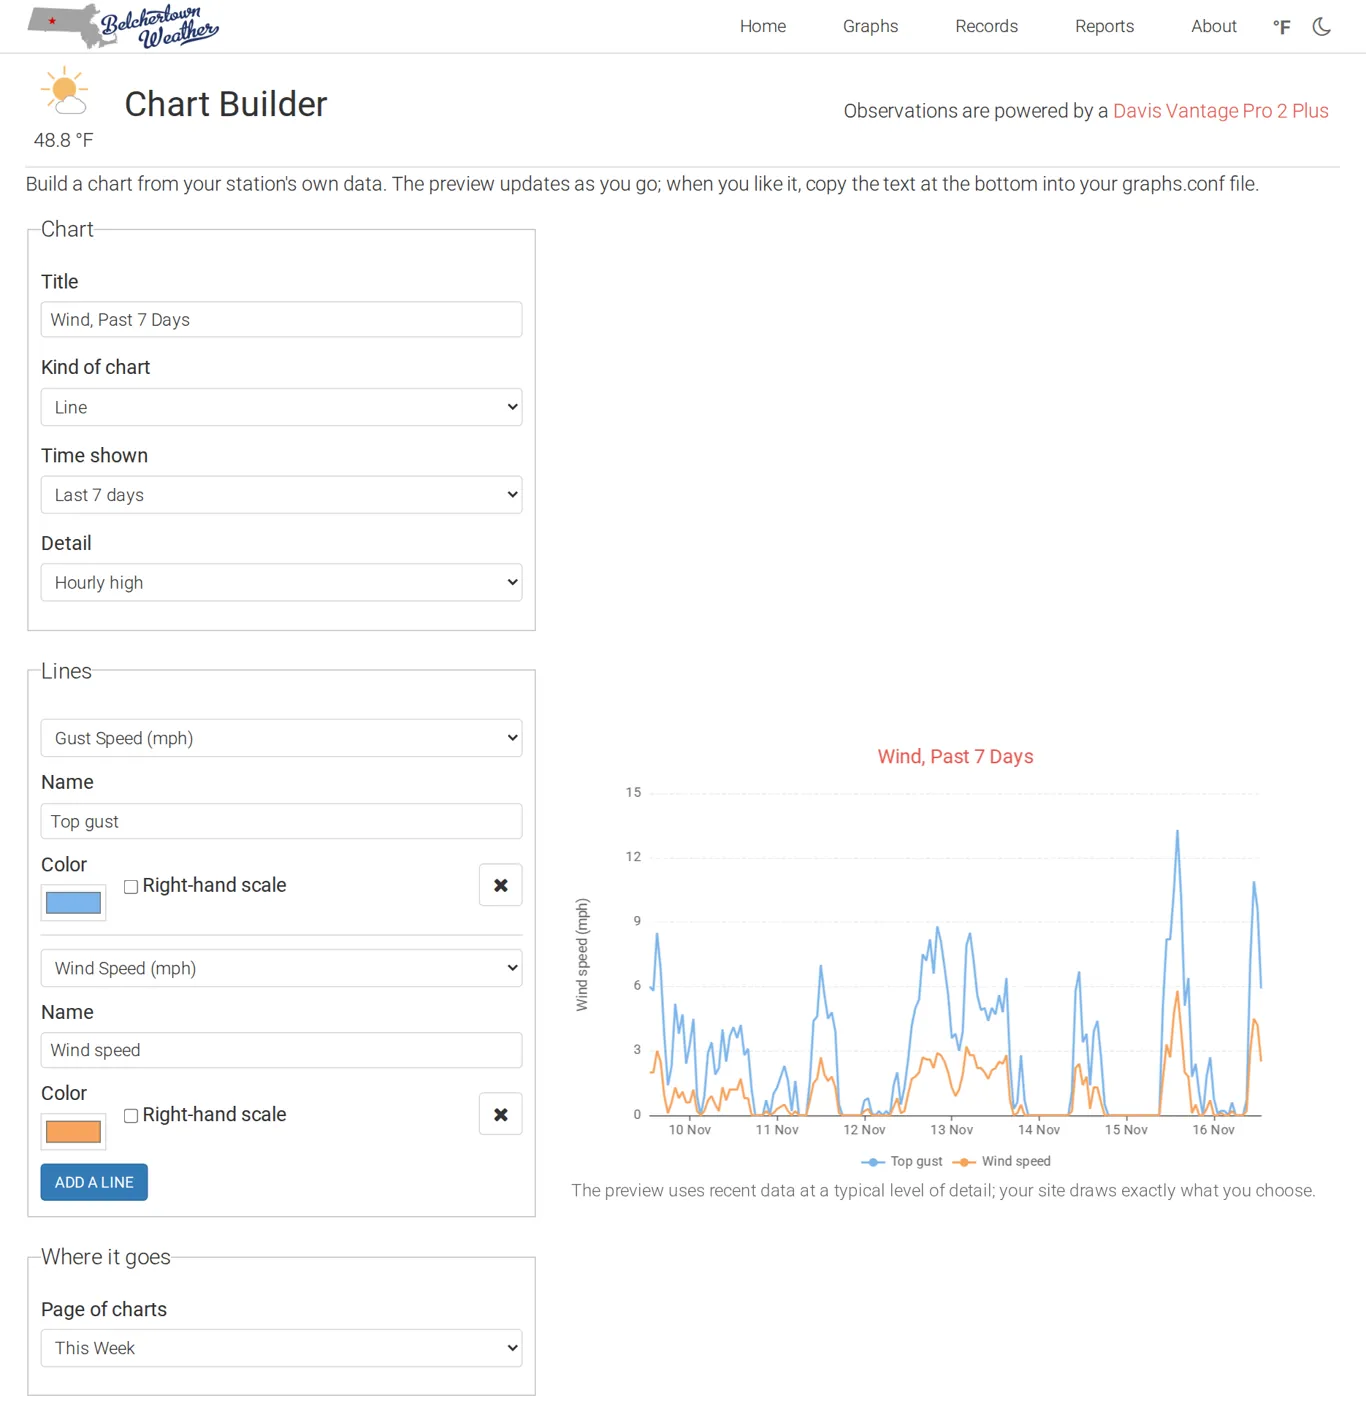 Belchertown
Weather
Home
Graphs
Records
Reports
About
°F
48.8 °F
Chart Builder
Observations are powered by a Davis Vantage Pro 2 Plus
Build a chart from your station's own data. The preview updates as you go; when you like it, copy the text at the bottom into your graphs.conf file.
Chart
Title
Wind, Past 7 Days
Kind of chart
Line
Time shown
Last 7 days
Detail
Hourly high
Lines
Gust Speed (mph)
Name
Top gust
Color
Right-hand scale
Wind Speed (mph)
Name
Wind speed
Color
Right-hand scale
ADD A LINE
Where it goes
Page of charts
This Week
Wind, Past 7 Days
Wind speed (mph)
15
12
9
6
3
0
10 Nov
11 Nov
12 Nov
13 Nov
14 Nov
15 Nov
16 Nov
Top gust
Wind speed
The preview uses recent data at a typical level of detail; your site draws exactly what you choose.